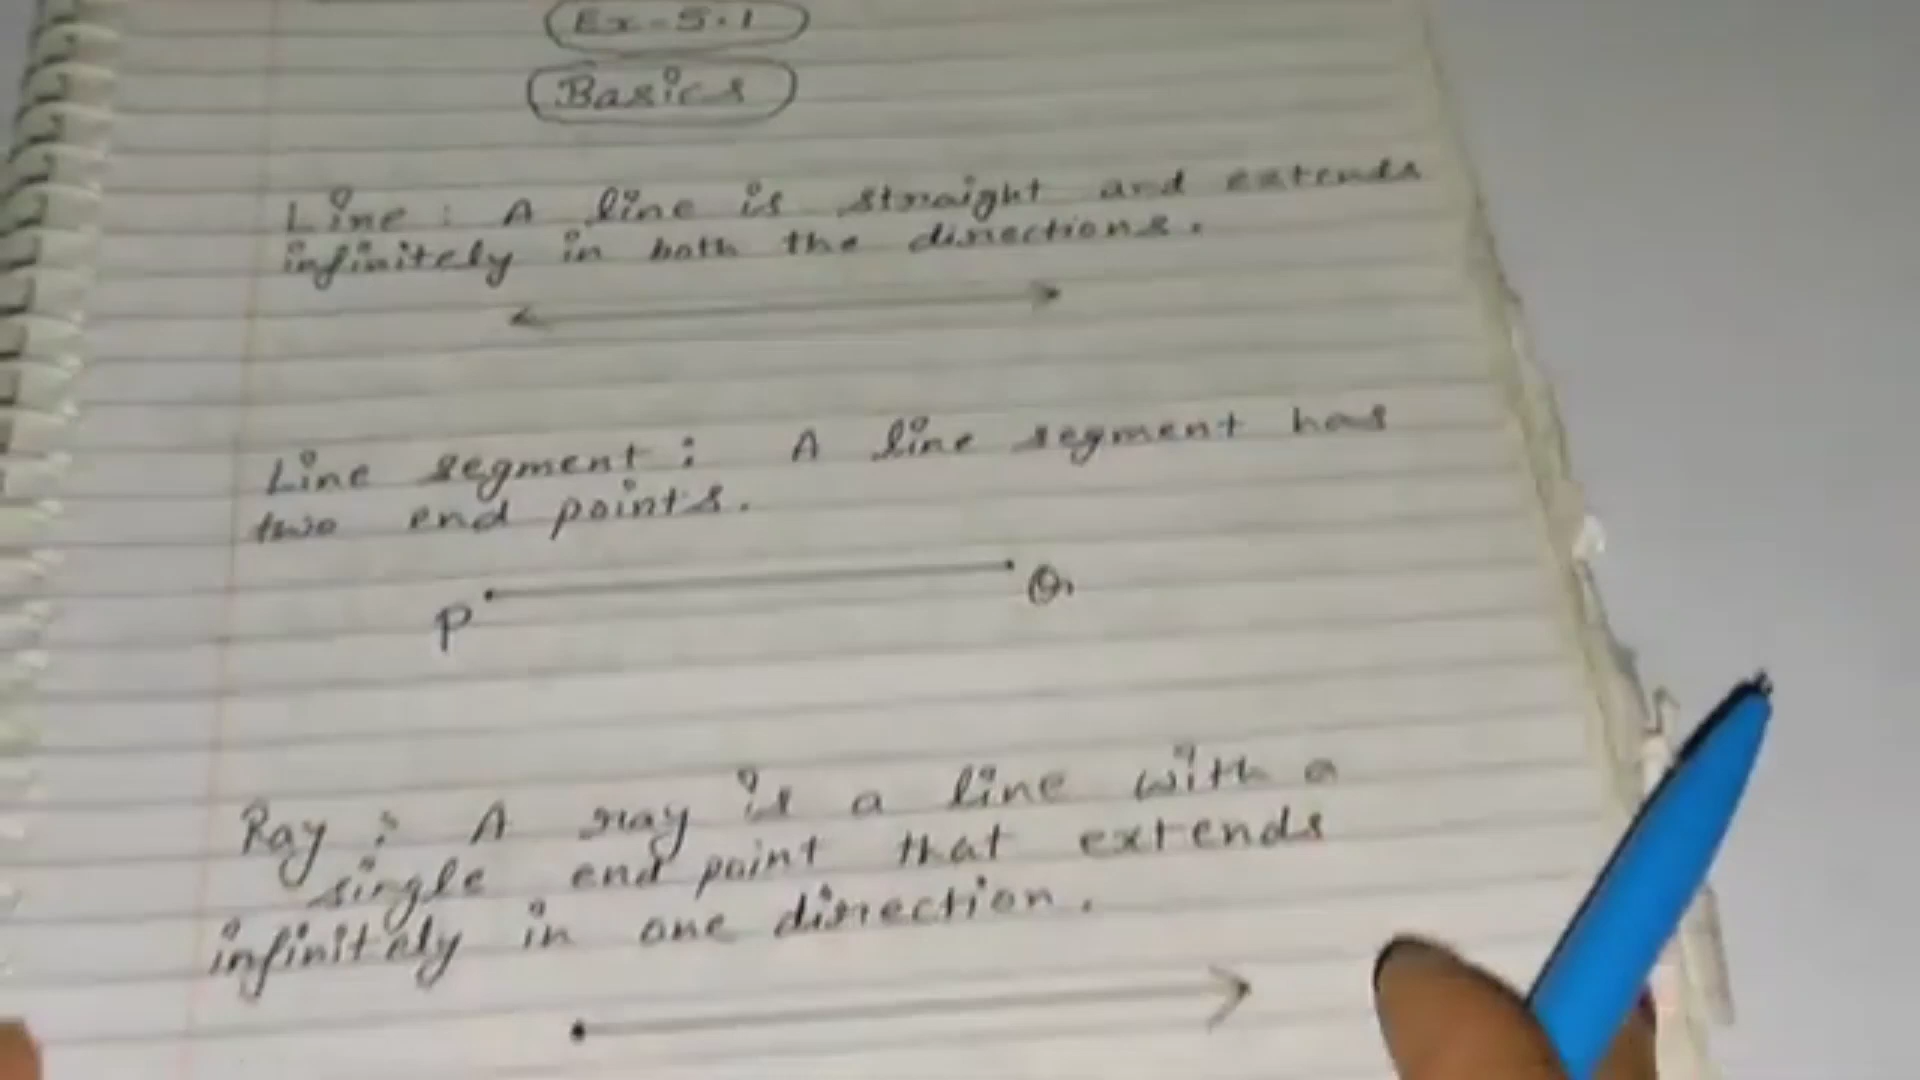 Ex-5.1
Basics
Line : A line is straight and extends
infinitely in both the directions.
Line segment : A line segment has
two end points.
P Q
Ray : A ray is a line with a
single end point that extends
infinitely in one direction.